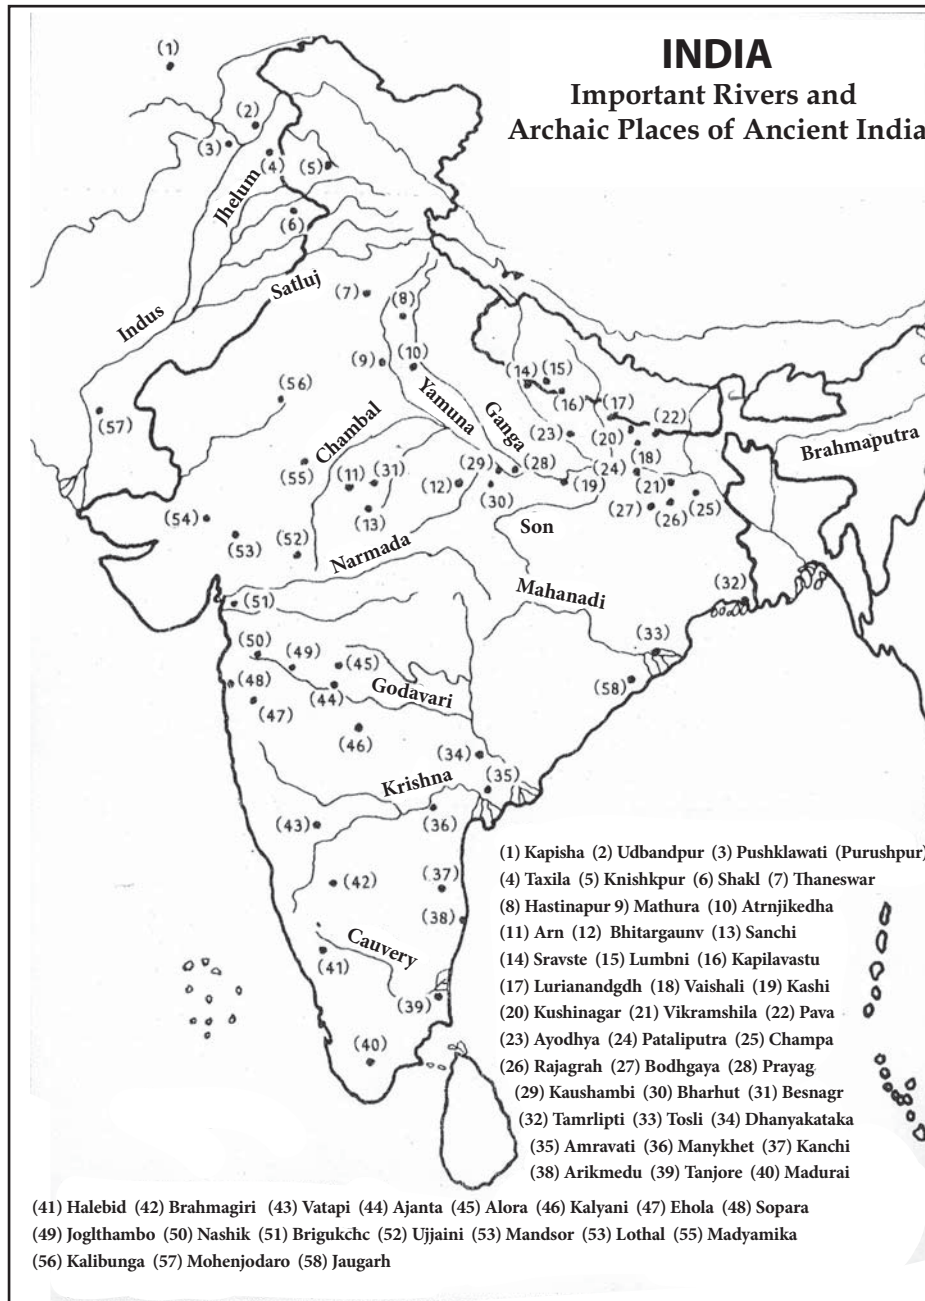 INDIA
Important Rivers and
Archaic Places of Ancient India
(1)
(2)
(3)
(4)
(5)
Jhelum
(6)
Satluj
(7)
(8)
Indus
(9)
(10)
(14)
(15)
(56)
Yamuna
(16)
(17)
(57)
Chambal
Ganga
(23)
(20)
(22)
(18)
Brahmaputra
(55)
(11)
(31)
(29)
(28)
(24)
(12)
(30)
(19)
(21)
(54)
(13)
(27)
(26)
(25)
(53)
(52)
Narmada
Son
(51)
Mahanadi
(32)
(50)
(49)
(45)
(33)
(48)
(44)
Godavari
(58)
(47)
(46)
(34)
Krishna
(35)
(43)
(36)
(42)
(37)
(38)
Cauvery
(41)
(39)
(40)
(1) Kapisha (2) Udbandpur (3) Pushklawati (Purushpur)
(4) Taxila (5) Knishkpur (6) Shakl (7) Thaneswar
(8) Hastinapur 9) Mathura (10) Atrnjikedha
(11) Arn (12) Bhitargaunv (13) Sanchi
(14) Sravste (15) Lumbni (16) Kapilavastu
(17) Lurianandgdh (18) Vaishali (19) Kashi
(20) Kushinagar (21) Vikramshila (22) Pava
(23) Ayodhya (24) Pataliputra (25) Champa
(26) Rajagrah (27) Bodhgaya (28) Prayag
(29) Kaushambi (30) Bharhut (31) Besnagr
(32) Tamrlipti (33) Tosli (34) Dhanyakataka
(35) Amravati (36) Manykhet (37) Kanchi
(38) Arikmedu (39) Tanjore (40) Madurai
(41) Halebid (42) Brahmagiri (43) Vatapi (44) Ajanta (45) Alora (46) Kalyani (47) Ehola (48) Sopara
(49) Joglthambo (50) Nashik (51) Brigukchc (52) Ujjaini (53) Mandsor (53) Lothal (55) Madyamika
(56) Kalibunga (57) Mohenjodaro (58) Jaugarh